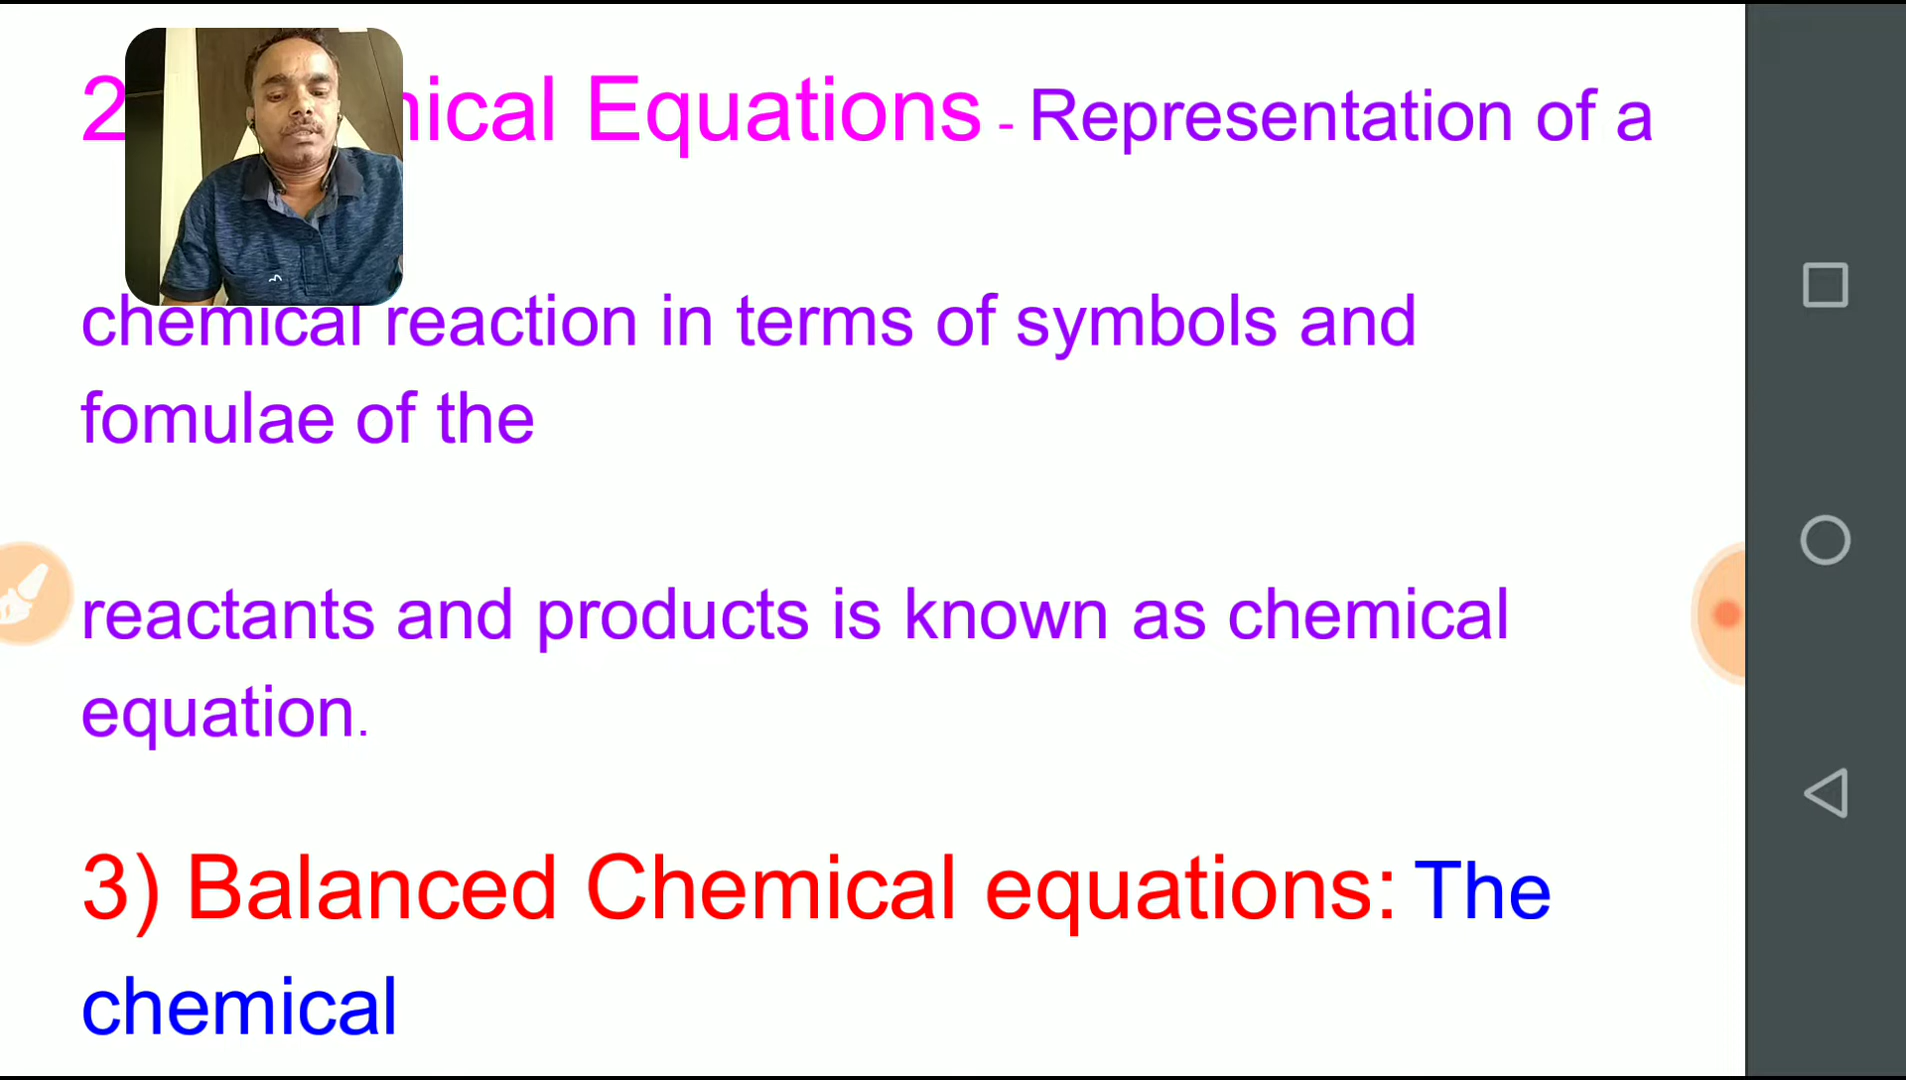 2 nical Equations - Representation of a
chemical reaction in terms of symbols and
fomulae of the
reactants and products is known as chemical
equation.
3) Balanced Chemical equations: The
chemical